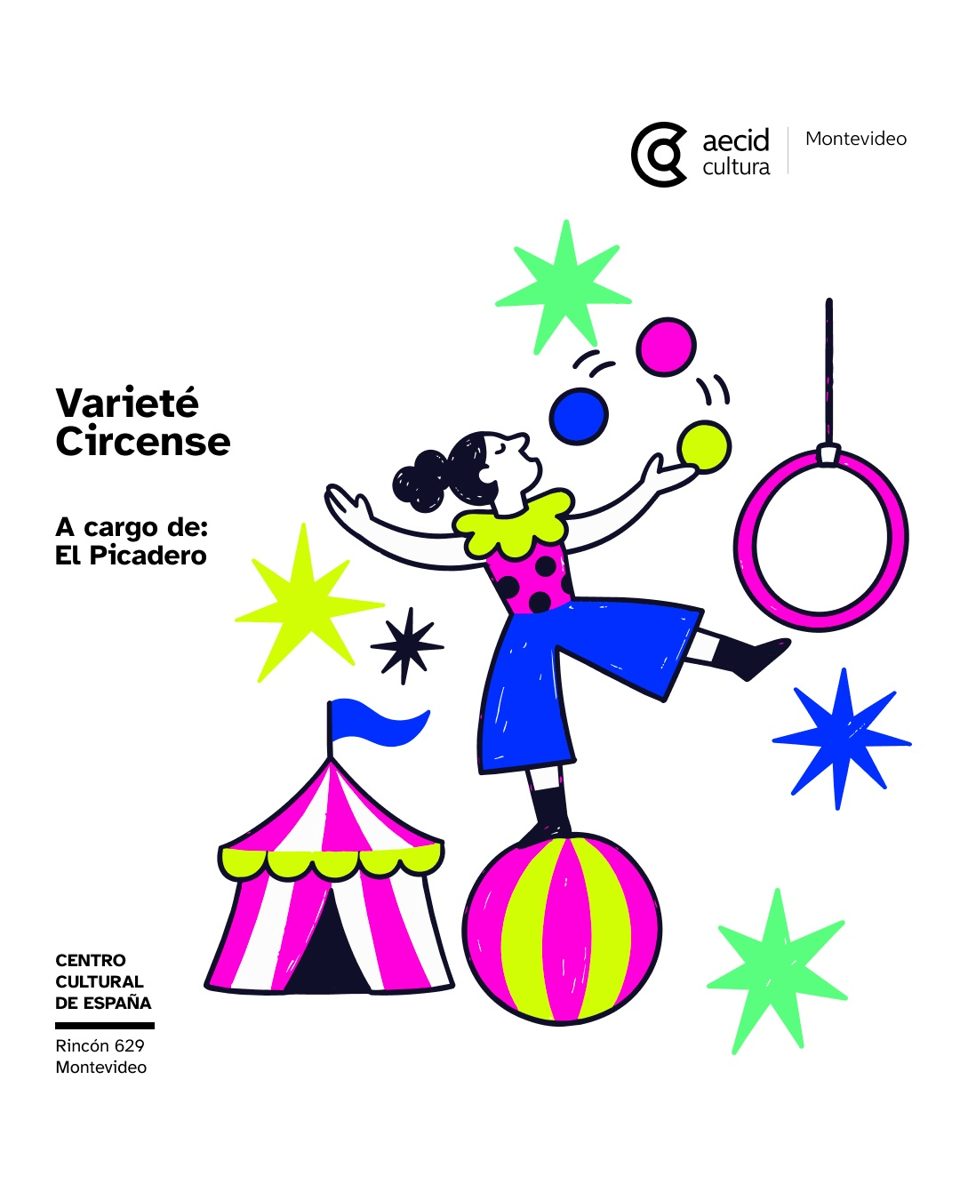 aecid
cultura
Montevideo
Varieté
Circense
A cargo de:
El Picadero
CENTRO
CULTURAL
DE ESPAÑA
Rincón 629
Montevideo